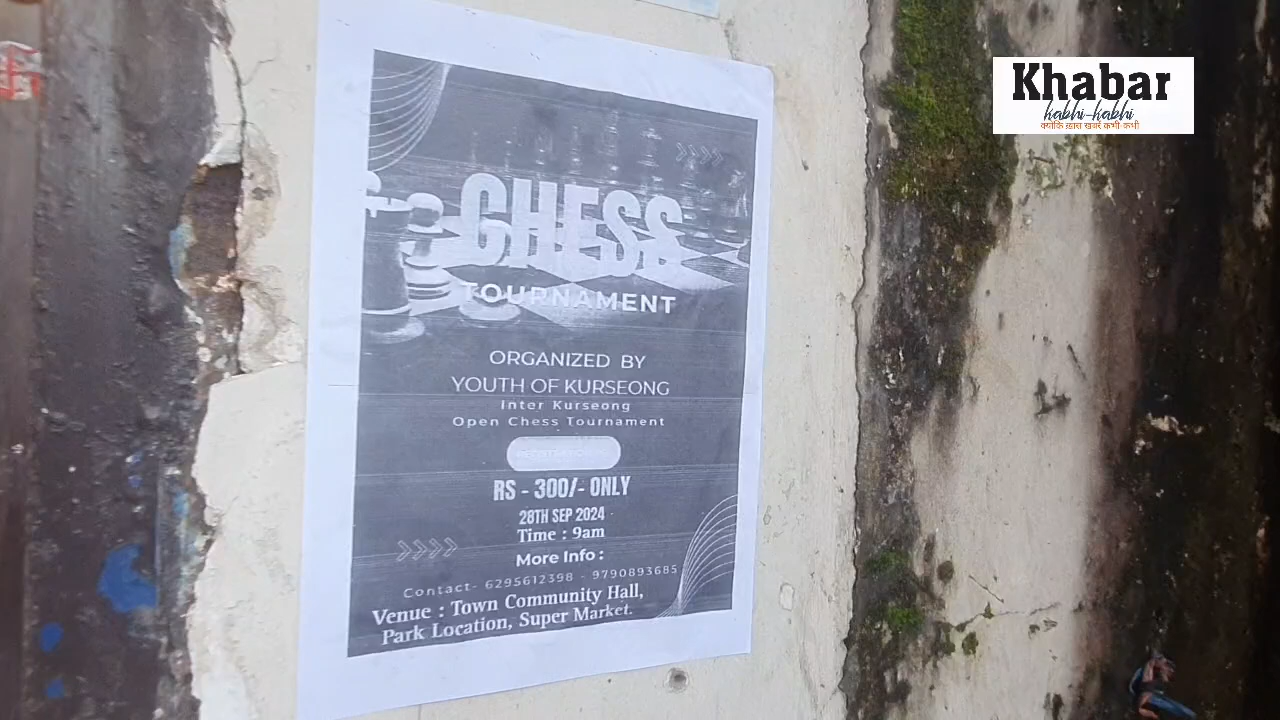 Khabar
kabhi-kabhi
क्योंकि ख़ास खबरें कभी-कभी
CHESS
TOURNAMENT
ORGANIZED BY
YOUTH OF KURSEONG
Inter Kurseong
Open Chess Tournament
RS - 300/- ONLY
28TH SEP 2024
Time : 9am
More Info :
Contact- 6295612398 - 9790893685
Venue : Town Community Hall,
Park Location, Super Market.